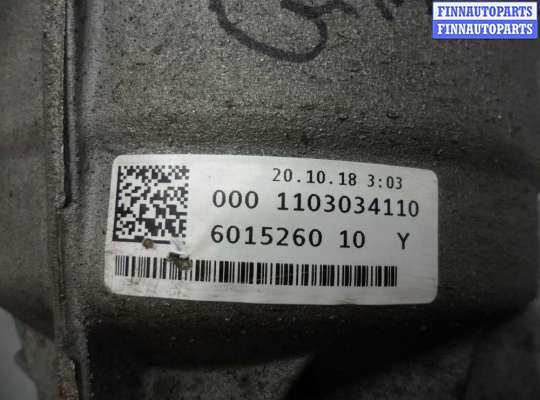 FINNAUTOPARTS
FINNAUTOPARTS
20.10.18 3:03
000 1103034110
6015260 10 Y